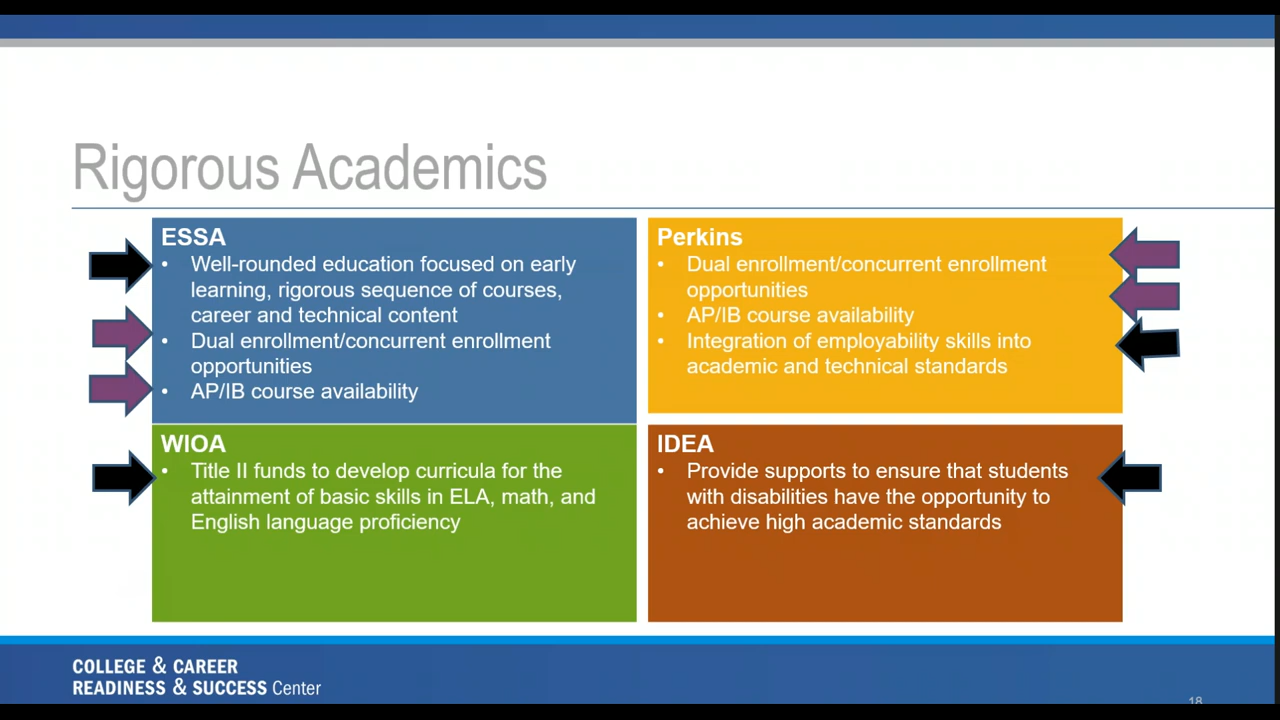 Rigorous Academics
ESSA
• Well-rounded education focused on early
learning, rigorous sequence of courses,
career and technical content
• Dual enrollment/concurrent enrollment
opportunities
• AP/IB course availability
Perkins
• Dual enrollment/concurrent enrollment
opportunities
• AP/IB course availability
• Integration of employability skills into
academic and technical standards
WIOA
• Title II funds to develop curricula for the
attainment of basic skills in ELA, math, and
English language proficiency
IDEA
• Provide supports to ensure that students
with disabilities have the opportunity to
achieve high academic standards
COLLEGE & CAREER
READINESS & SUCCESS Center
18